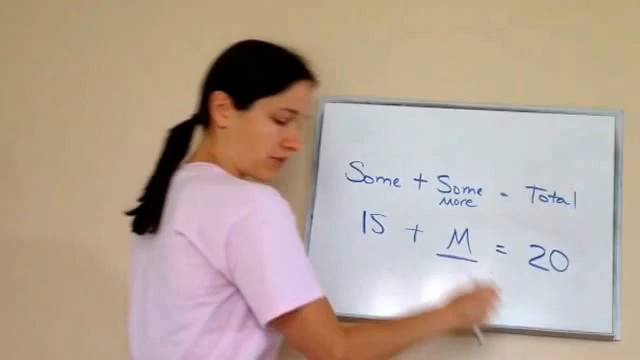 Some + Some = Total
more
15 + M = 20